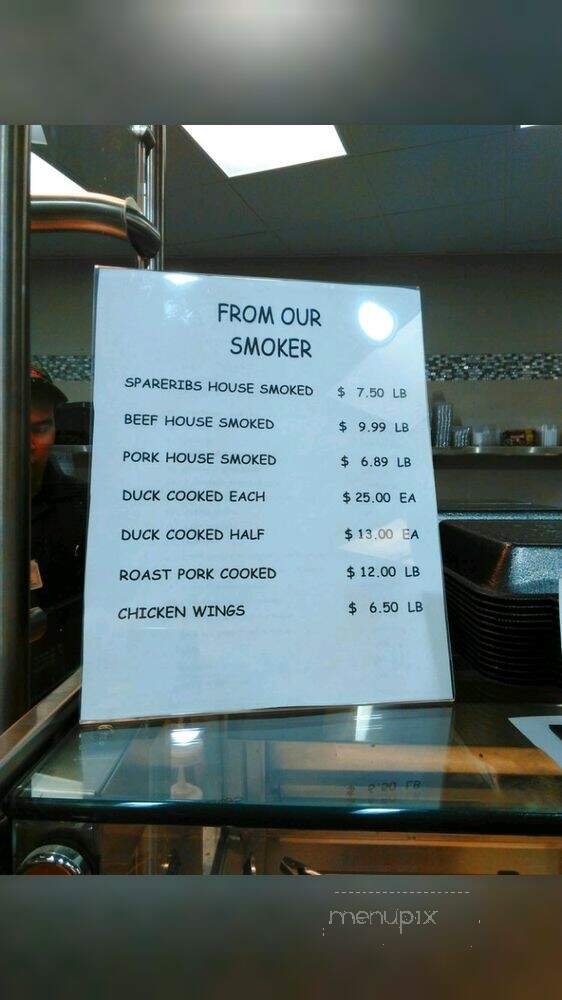 FROM OUR
SMOKER
SPARERIBS HOUSE SMOKED $ 7.50 LB
BEEF HOUSE SMOKED $ 9.99 LB
PORK HOUSE SMOKED $ 6.89 LB
DUCK COOKED EACH $ 25.00 EA
DUCK COOKED HALF $ 13.00 EA
ROAST PORK COOKED $ 12.00 LB
CHICKEN WINGS $ 6.50 LB
menupix